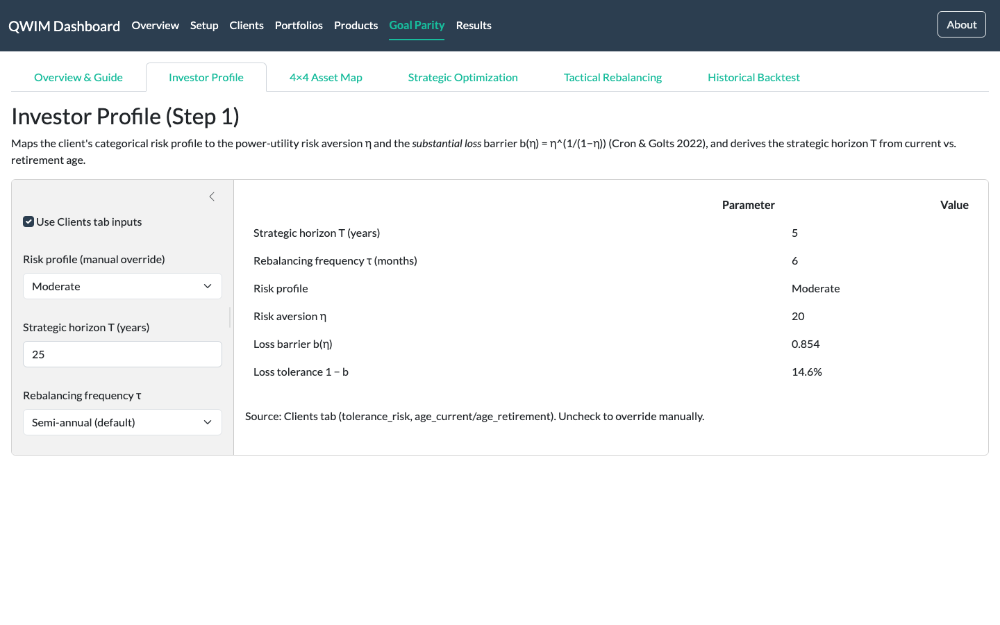 QWIM Dashboard Overview Setup Clients Portfolios Products Goal Parity Results About
Overview & Guide Investor Profile 4×4 Asset Map Strategic Optimization Tactical Rebalancing Historical Backtest
Investor Profile (Step 1)
Maps the client's categorical risk profile to the power-utility risk aversion η and the substantial loss barrier b(η) = η^(1/(1−η)) (Cron & Golts 2022), and derives the strategic horizon T from current vs.
retirement age.
Use Clients tab inputs
Risk profile (manual override)
Moderate
Strategic horizon T (years)
25
Rebalancing frequency τ
Semi-annual (default)
Parameter Value
Strategic horizon T (years) 5
Rebalancing frequency τ (months) 6
Risk profile Moderate
Risk aversion η 20
Loss barrier b(η) 0.854
Loss tolerance 1 − b 14.6%
Source: Clients tab (tolerance_risk, age_current/age_retirement). Uncheck to override manually.